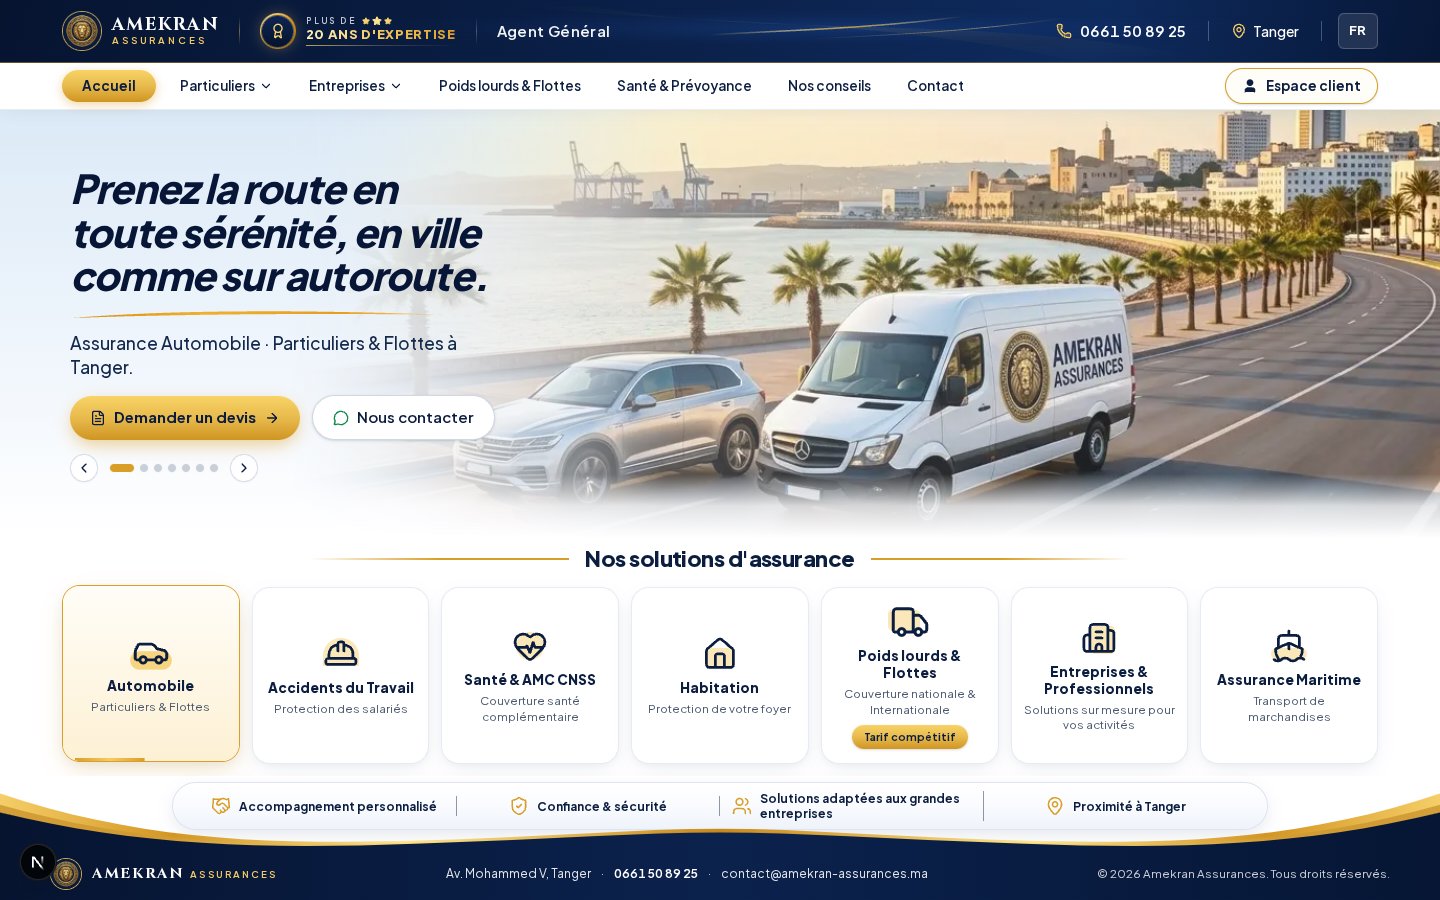 AMEKRAN
ASSURANCES
PLUS DE
20 ANS D'EXPERTISE
Agent Général
0661 50 89 25
Tanger
FR
Accueil
Particuliers
Entreprises
Poids lourds & Flottes
Santé & Prévoyance
Nos conseils
Contact
Espace client
Prenez la route en
toute sérénité, en ville
comme sur autoroute.
Assurance Automobile · Particuliers & Flottes à
Tanger.
Demander un devis
Nous contacter
AMEKRAN
ASSURANCES
Nos solutions d'assurance
Automobile
Particuliers & Flottes
Accidents du Travail
Protection des salariés
Santé & AMC CNSS
Couverture santé
complémentaire
Habitation
Protection de votre foyer
Poids lourds &
Flottes
Couverture nationale &
Internationale
Tarif compétitif
Entreprises &
Professionnels
Solutions sur mesure pour
vos activités
Assurance Maritime
Transport de
marchandises
Accompagnement personnalisé
Confiance & sécurité
Solutions adaptées aux grandes
entreprises
Proximité à Tanger
N
AMEKRAN ASSURANCES
Av. Mohammed V, Tanger · 0661 50 89 25 · contact@amekran-assurances.ma
© 2026 Amekran Assurances. Tous droits réservés.